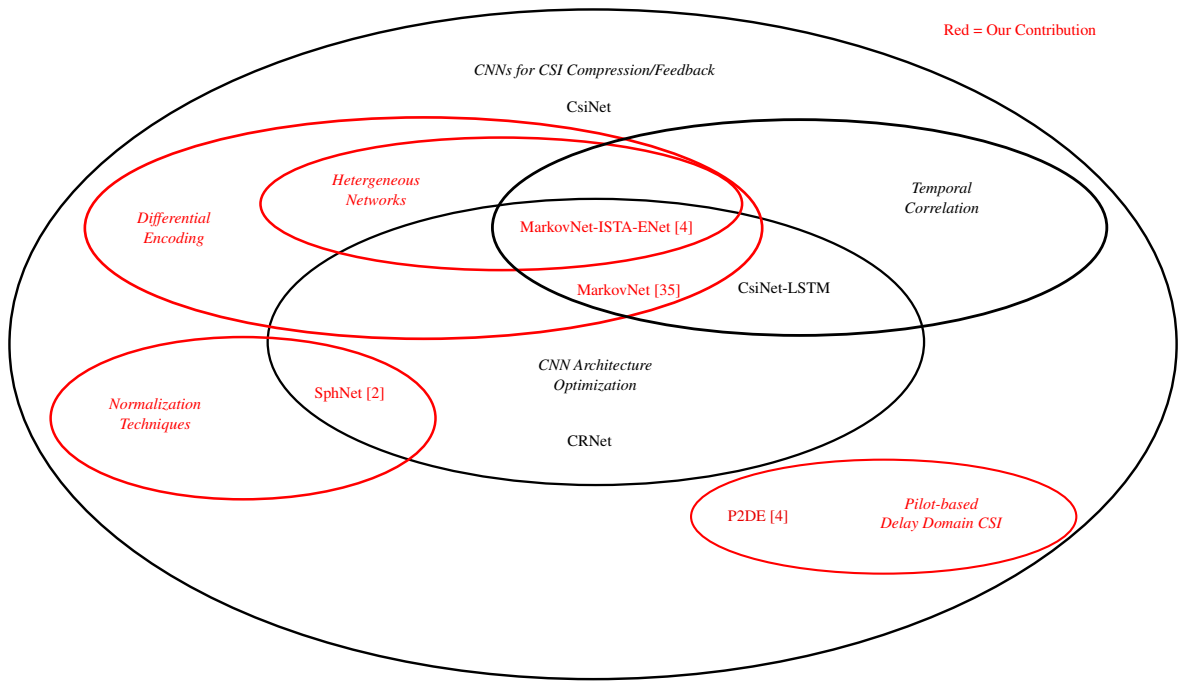 Red = Our Contribution
CNNs for CSI Compression/Feedback
CsiNet
Hetergeneous
Networks
Temporal
Correlation
Differential
Encoding
MarkovNet-ISTA-ENet [4]
MarkovNet [35]
CsiNet-LSTM
CNN Architecture
Optimization
SphNet [2]
Normalization
Techniques
CRNet
P2DE [4]
Pilot-based
Delay Domain CSI